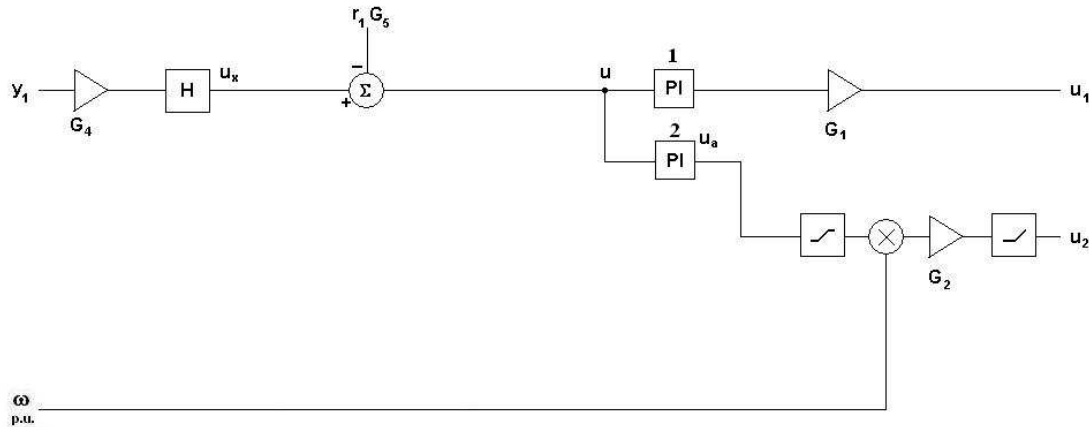 r₁ G₅
y₁
G₄
H
uₓ
−
+
Σ
u
1
PI
G₁
u₁
2
PI
uₐ
×
G₂
u₂
ω
p.u.